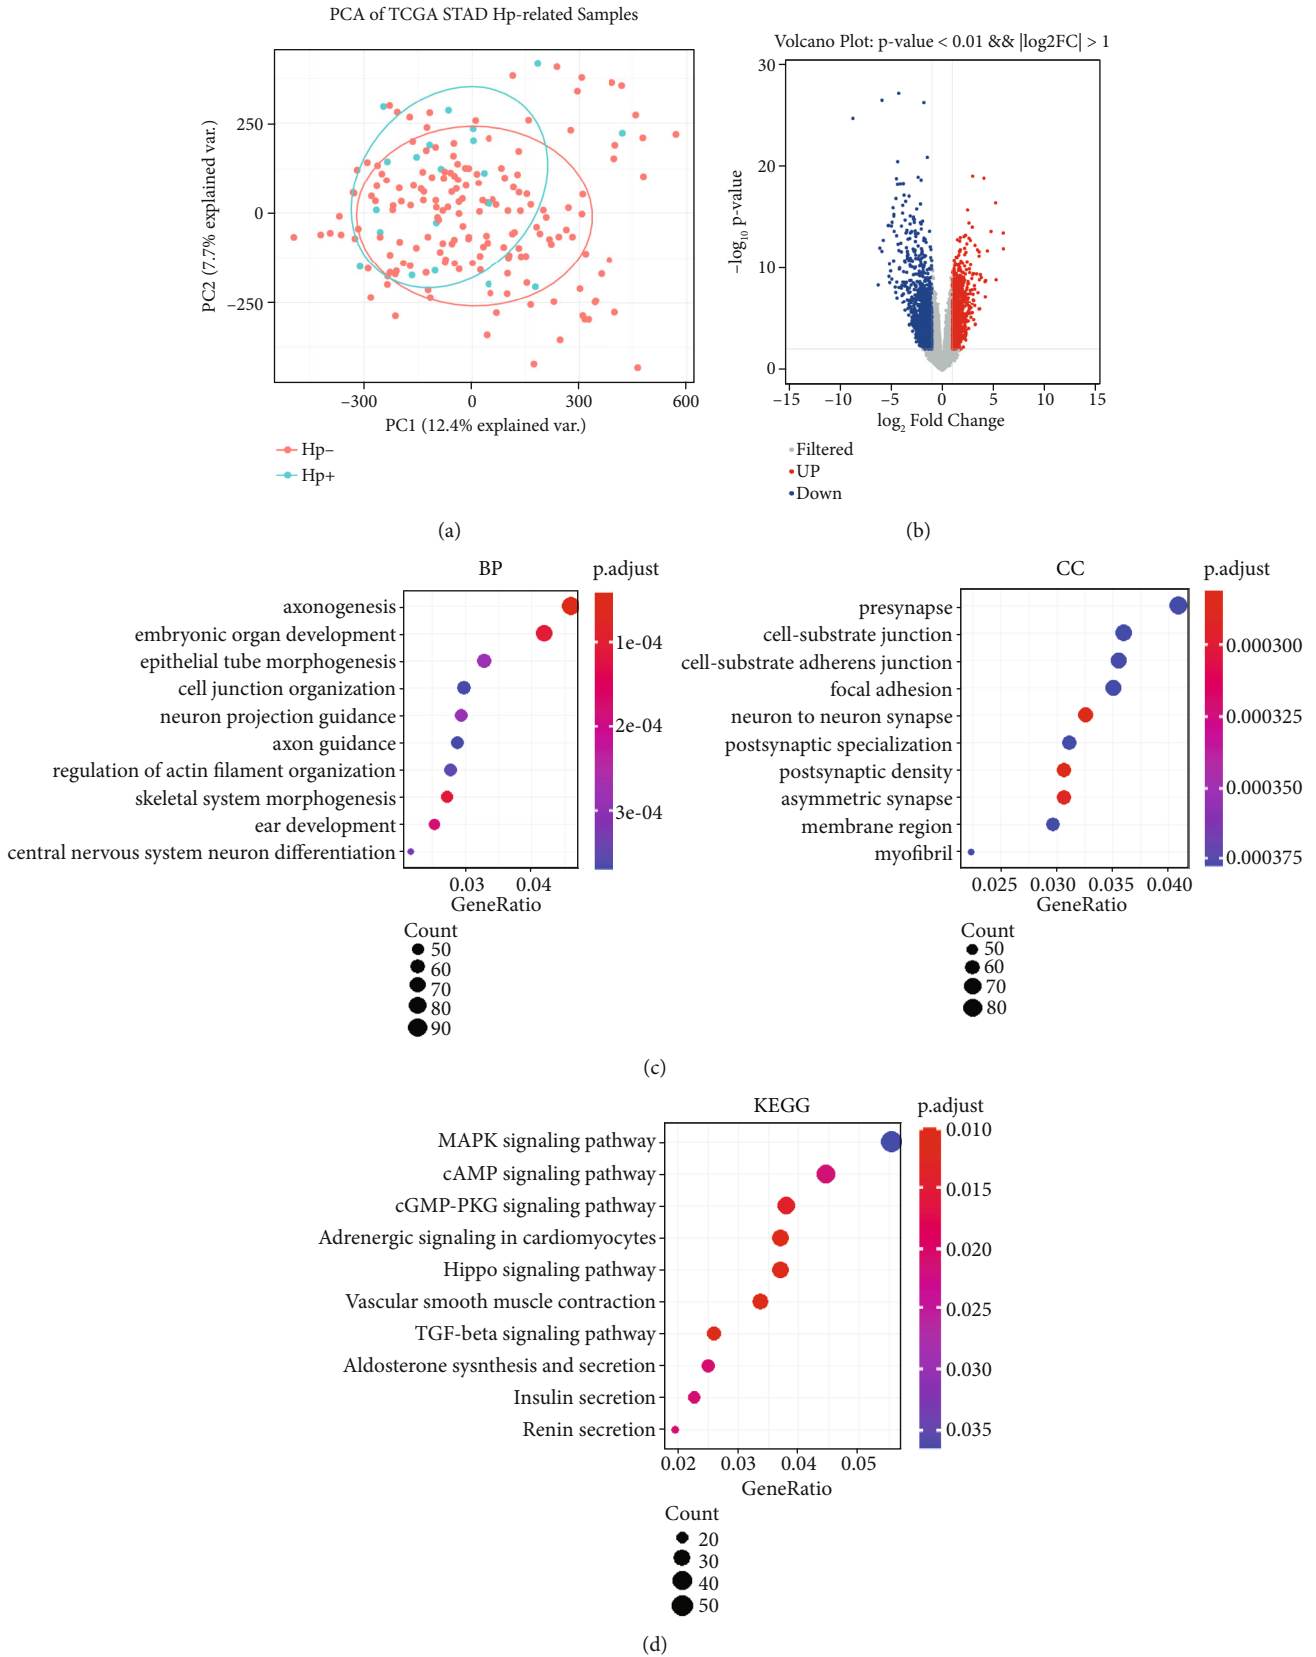 PCA of TCGA STAD Hp-related Samples
PC2 (7.7% explained var.)
250
0
−250
−300
0
300
600
PC1 (12.4% explained var.)
Hp−
Hp+
(a)
Volcano Plot: p-value < 0.01 && |log2FC| > 1
−log10 p-value
30
20
10
0
−15
−10
−5
0
5
10
15
log2 Fold Change
Filtered
UP
Down
(b)
BP
axonogenesis
embryonic organ development
epithelial tube morphogenesis
cell junction organization
neuron projection guidance
axon guidance
regulation of actin filament organization
skeletal system morphogenesis
ear development
central nervous system neuron differentiation
0.03
0.04
GeneRatio
p.adjust
1e-04
2e-04
3e-04
Count
50
60
70
80
90
CC
presynapse
cell-substrate junction
cell-substrate adherens junction
focal adhesion
neuron to neuron synapse
postsynaptic specialization
postsynaptic density
asymmetric synapse
membrane region
myofibril
0.025
0.030
0.035
0.040
GeneRatio
p.adjust
0.000300
0.000325
0.000350
0.000375
Count
50
60
70
80
(c)
KEGG
MAPK signaling pathway
cAMP signaling pathway
cGMP-PKG signaling pathway
Adrenergic signaling in cardiomyocytes
Hippo signaling pathway
Vascular smooth muscle contraction
TGF-beta signaling pathway
Aldosterone sysnthesis and secretion
Insulin secretion
Renin secretion
0.02
0.03
0.04
0.05
GeneRatio
p.adjust
0.010
0.015
0.020
0.025
0.030
0.035
Count
20
30
40
50
(d)